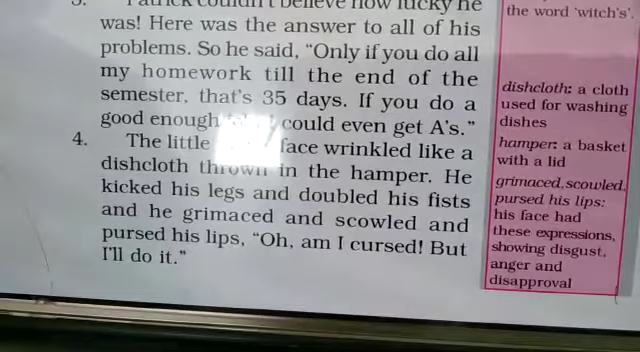 3. Patrick couldn't believe how lucky he
was! Here was the answer to all of his
problems. So he said, "Only if you do all
my homework till the end of the
semester, that's 35 days. If you do a
good enough could even get A's."
4. The little face wrinkled like a
dishcloth thrown in the hamper. He
kicked his legs and doubled his fists
and he grimaced and scowled and
pursed his lips, "Oh, am I cursed! But
I'll do it."
the word 'witch's'.
dishcloth: a cloth
used for washing
dishes
hamper: a basket
with a lid
grimaced, scowled,
pursed his lips:
his face had
these expressions,
showing disgust,
anger and
disapproval